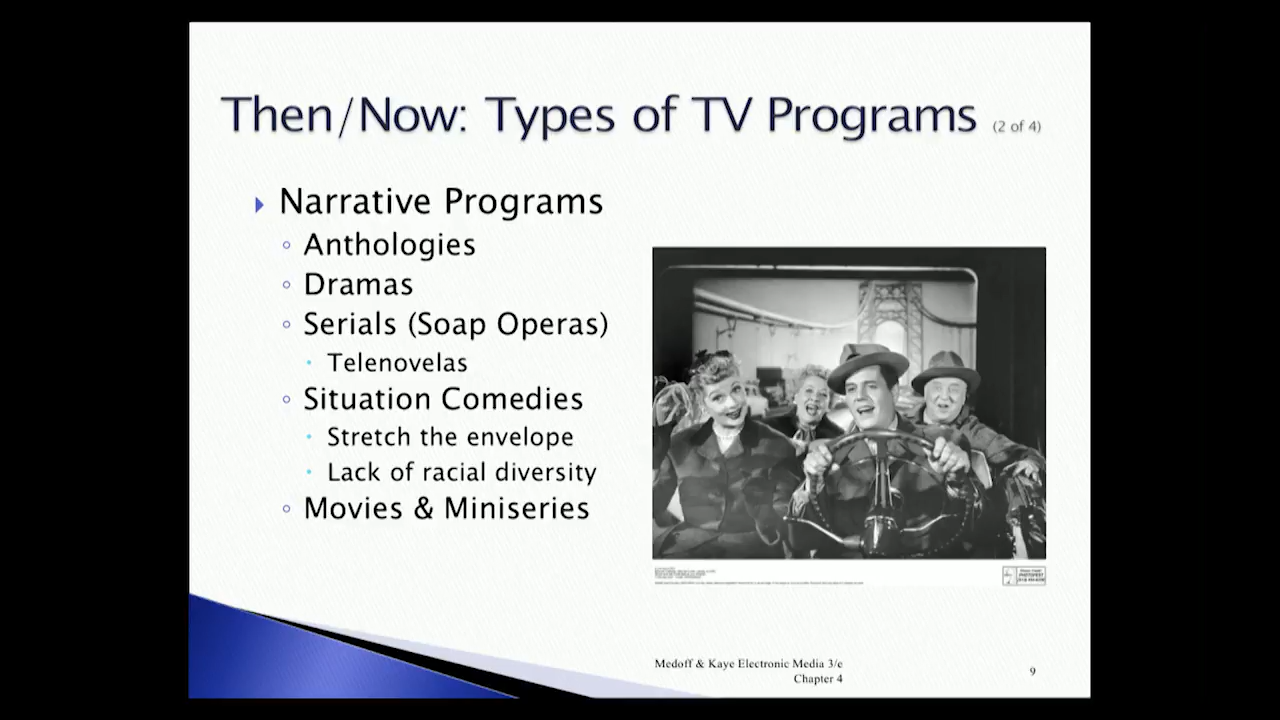 Then/Now: Types of TV Programs (2 of 4)
Narrative Programs
Anthologies
Dramas
Serials (Soap Operas)
Telenovelas
Situation Comedies
Stretch the envelope
Lack of racial diversity
Movies & Miniseries
PHOTOFEST
Medoff & Kaye Electronic Media 3/e
Chapter 4
9